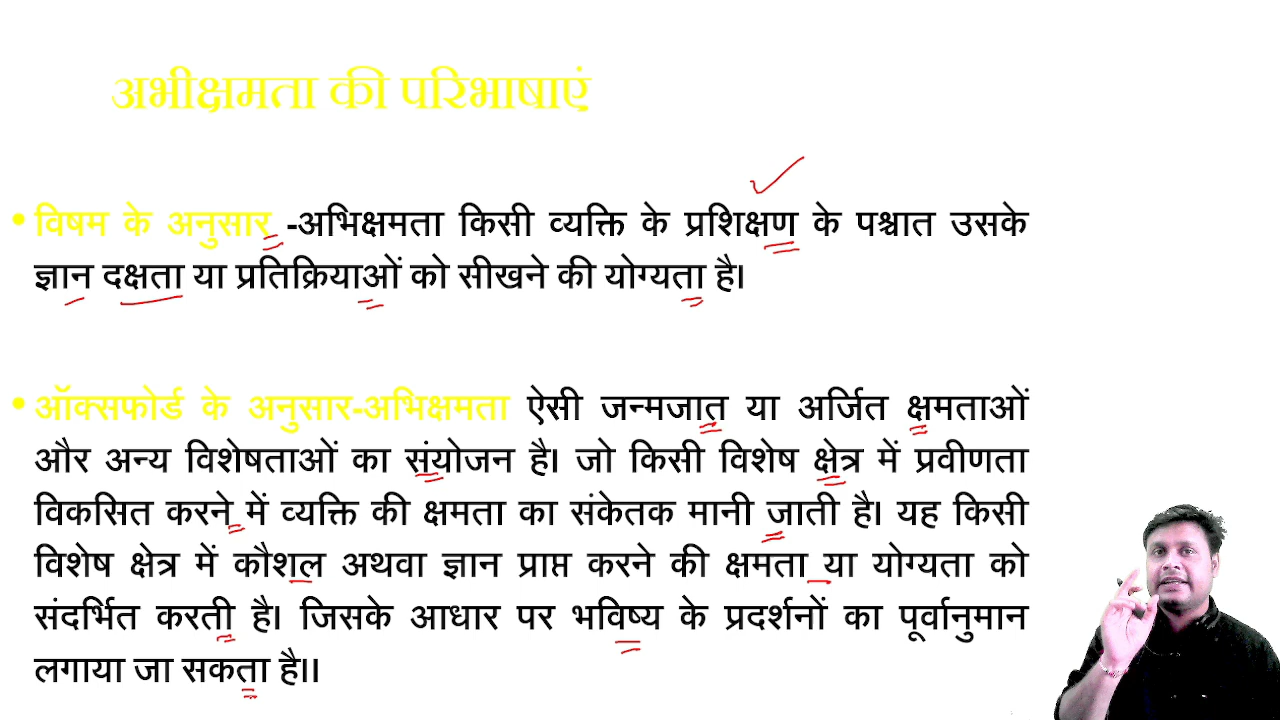 अभीक्षमता की परिभाषाएं
• विषम के अनुसार -अभिक्षमता किसी व्यक्ति के प्रशिक्षण के पश्चात उसके
ज्ञान दक्षता या प्रतिक्रियाओं को सीखने की योग्यता है।
• ऑक्सफोर्ड के अनुसार-अभिक्षमता ऐसी जन्मजात या अर्जित क्षमताओं
और अन्य विशेषताओं का संयोजन है। जो किसी विशेष क्षेत्र में प्रवीणता
विकसित करने में व्यक्ति की क्षमता का संकेतक मानी जाती है। यह किसी
विशेष क्षेत्र में कौशल अथवा ज्ञान प्राप्त करने की क्षमता या योग्यता को
संदर्भित करती है। जिसके आधार पर भविष्य के प्रदर्शनों का पूर्वानुमान
लगाया जा सकता है।।